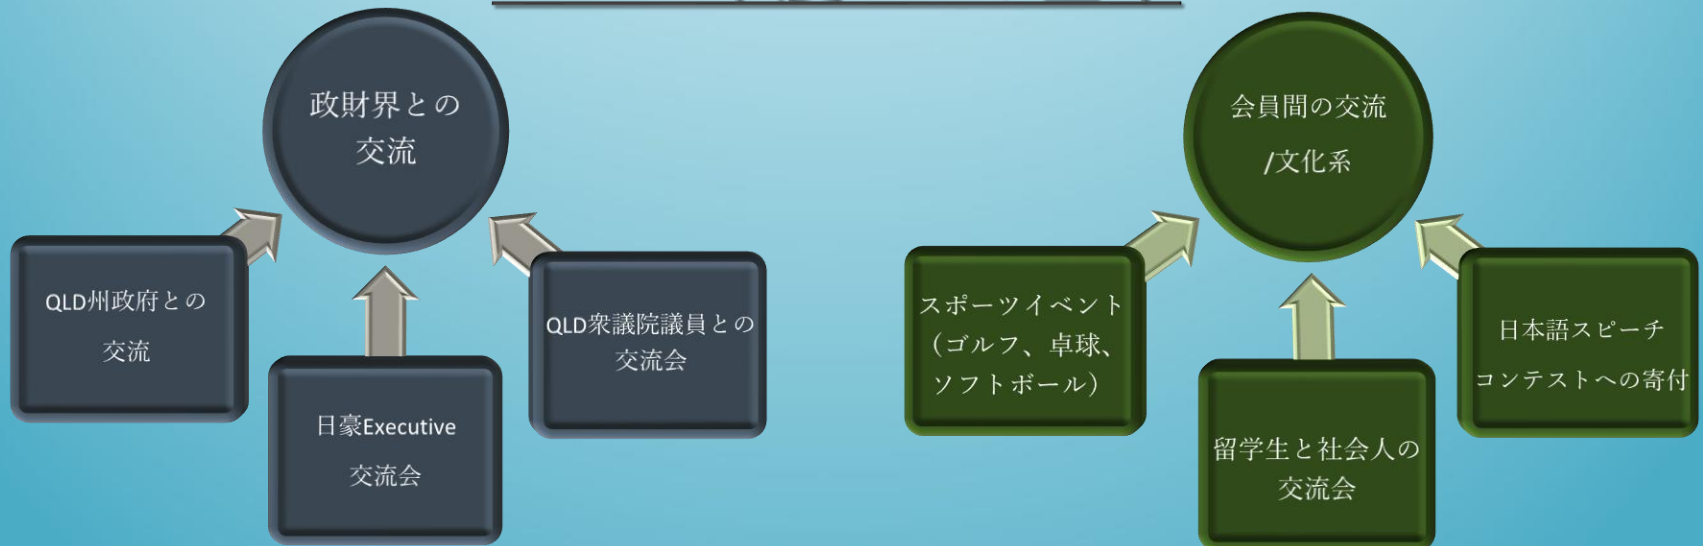 政財界との
交流
QLD州政府との
交流
日豪Executive
交流会
QLD衆議院議員との
交流会
会員間の交流
/文化系
スポーツイベント
（ゴルフ、卓球、
ソフトボール）
留学生と社会人の
交流会
日本語スピーチ
コンテストへの寄付